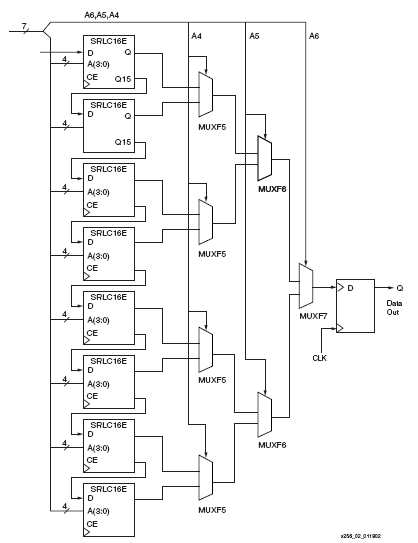 A6,A5,A4
7
SRLC16E
D
Q
4
A(3:0)
CE
Q15
A4
A5
A6
SRLC16E
D
Q
4
Q15
MUXF5
MUXF6
SRLC16E
D
4
A(3:0)
CE
SRLC16E
D
4
A(3:0)
CE
MUXF5
SRLC16E
D
4
A(3:0)
CE
D
Q
Data
Out
MUXF7
CLK
SRLC16E
D
4
A(3:0)
CE
MUXF5
SRLC16E
D
4
A(3:0)
CE
MUXF6
SRLC16E
D
4
A(3:0)
CE
MUXF5
x256_02_011902